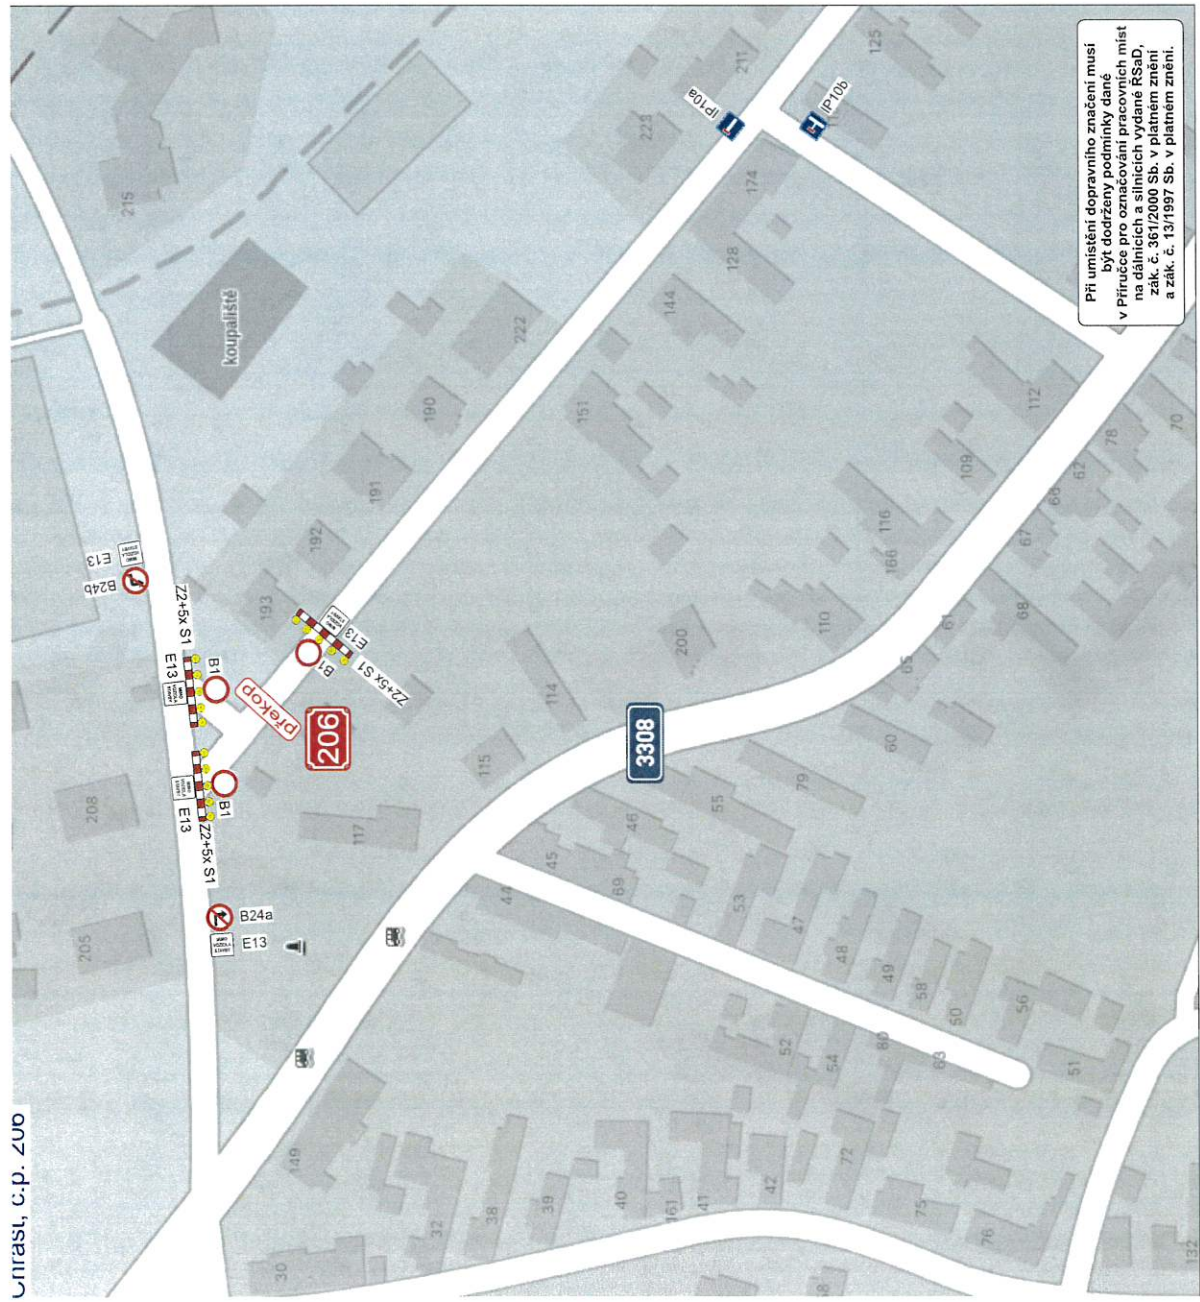 Chrast, č.p. 206
215
koupaliště
211
125
IP10a
223
IP10b
174
128
144
222
190
191
192
193
151
E13
B24b
Z2+5x S1
E13
B1
MIMO
VOZIDLA
STAVBY
překop
206
B1
E13
Z2+5x S1
208
E13
B1
Z2+5x S1
205
B24a
E13
117
115
114
200
110
166
116
109
112
78
70
62
66
67
68
61
65
60
3308
79
55
46
45
44
69
53
47
48
49
58
50
56
51
63
80
54
52
149
30
32
38
39
40
161
41
42
72
75
76
132
Při umístění dopravního značení musí
být dodrženy podmínky dané
v Příručce pro označování pracovních míst
na dálnicích a silnicích vydané ŘSaD,
zák. č. 361/2000 Sb. v platném znění
a zák. č. 13/1997 Sb. v platném znění.